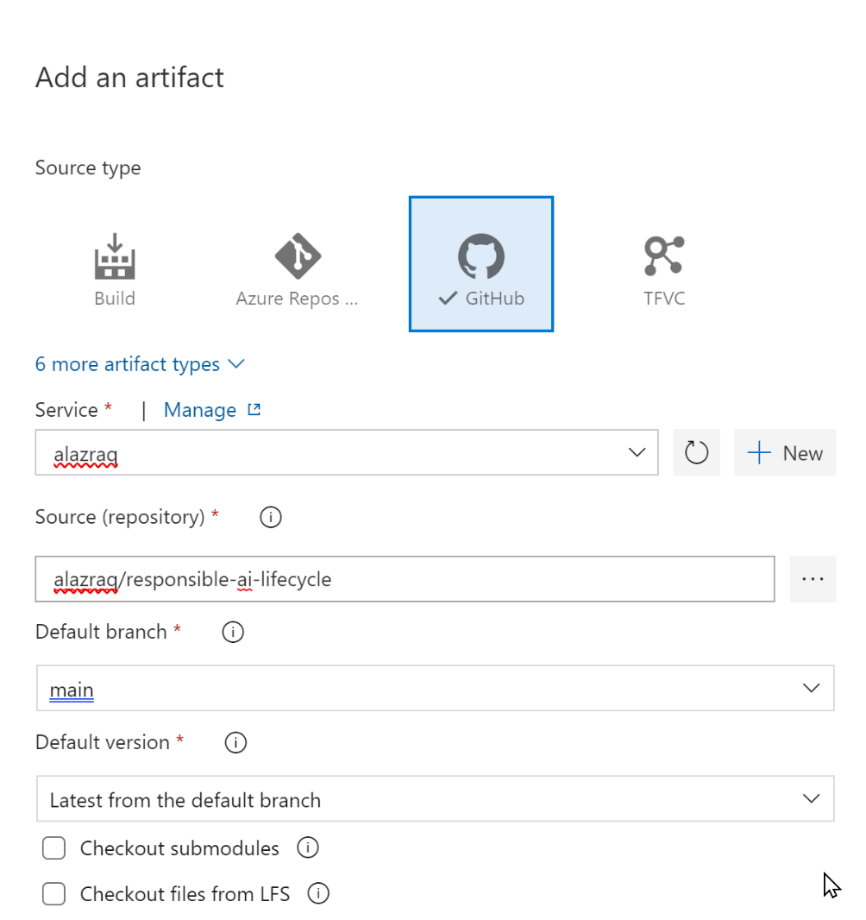 Add an artifact
Source type
Build
Azure Repos ...
GitHub
TFVC
6 more artifact types
Service * | Manage
alazraq
New
Source (repository) *
alazraq/responsible-ai-lifecycle
...
Default branch *
main
Default version *
Latest from the default branch
Checkout submodules
Checkout files from LFS